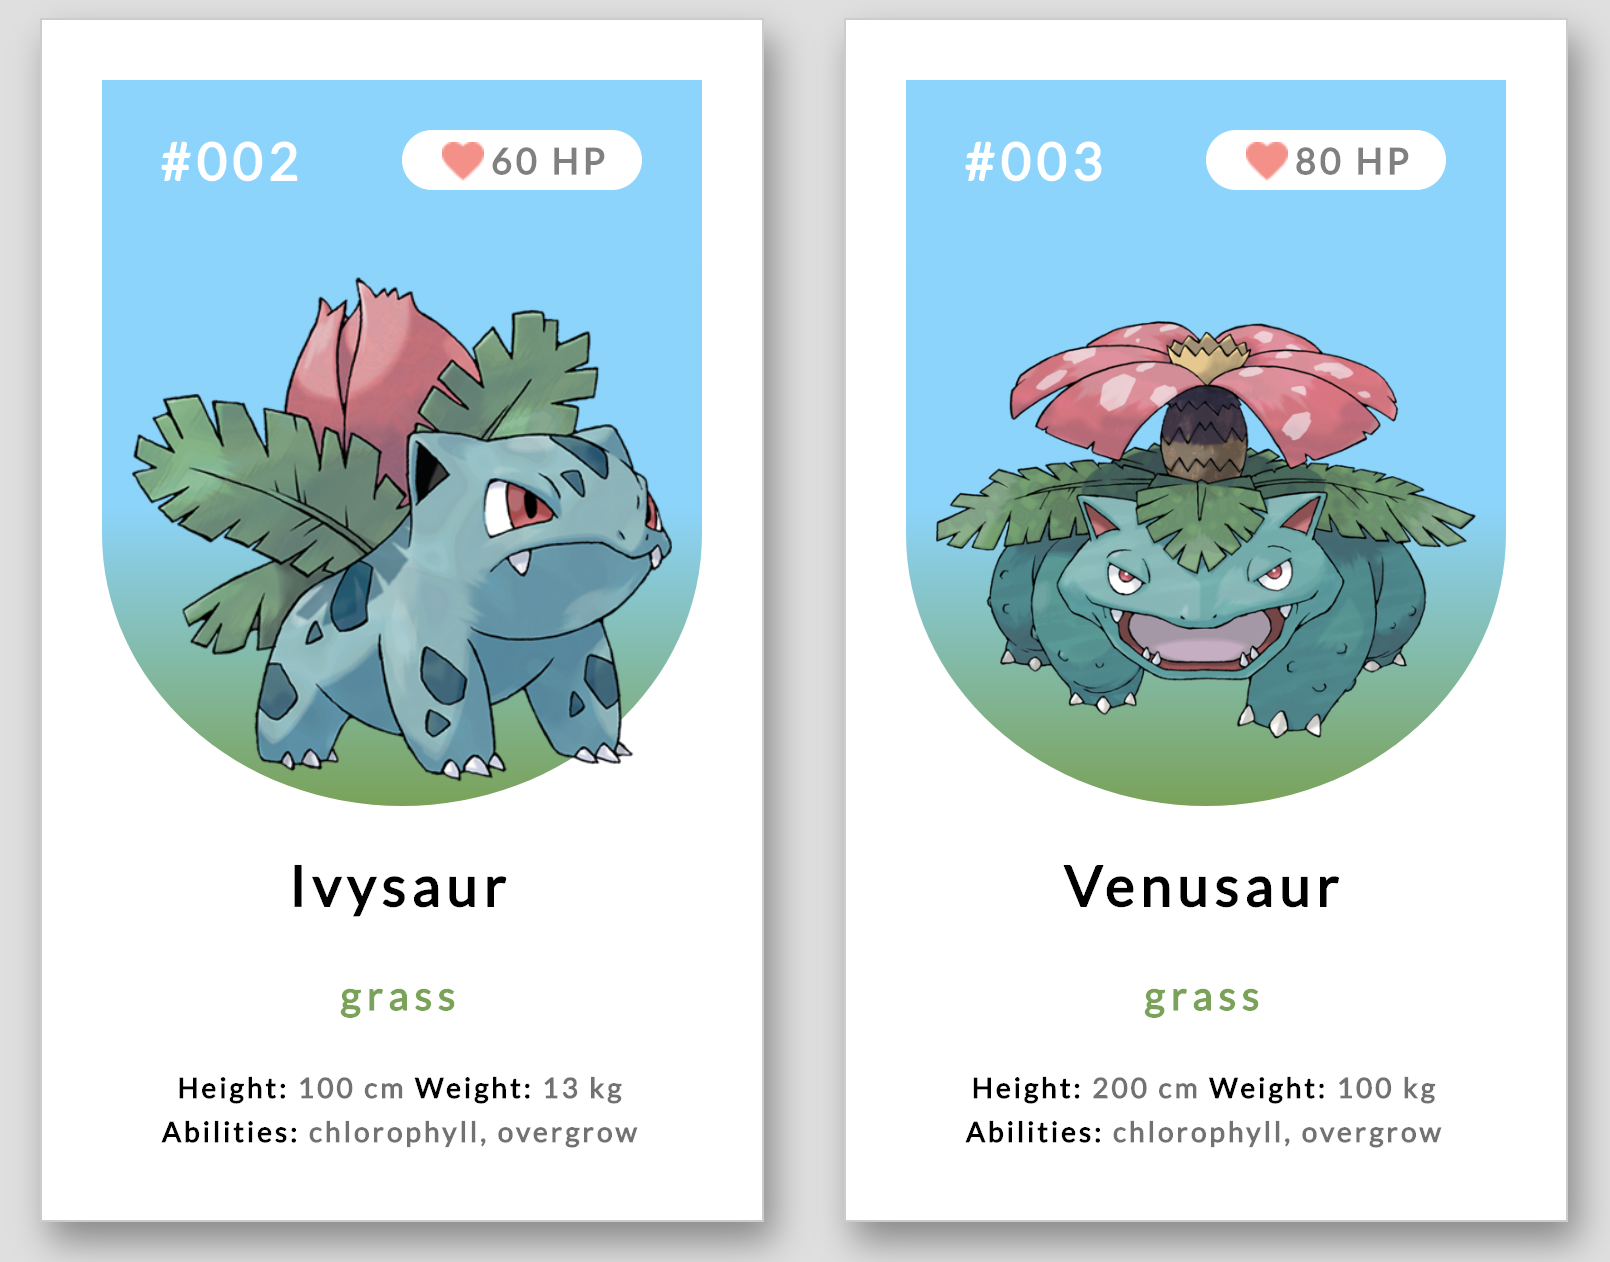 #002
60 HP
Ivysaur
grass
Height: 100 cm Weight: 13 kg
Abilities: chlorophyll, overgrow
#003
80 HP
Venusaur
grass
Height: 200 cm Weight: 100 kg
Abilities: chlorophyll, overgrow